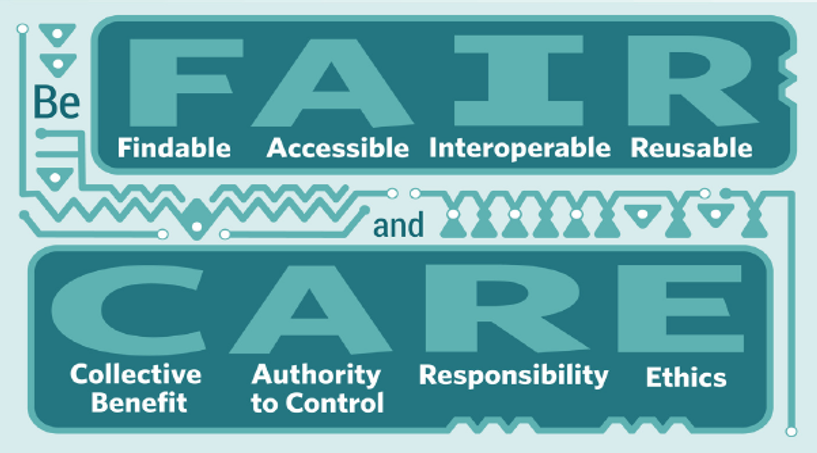 Be
FAIR
Findable Accessible Interoperable Reusable
and
CARE
Collective Benefit Authority to Control Responsibility Ethics